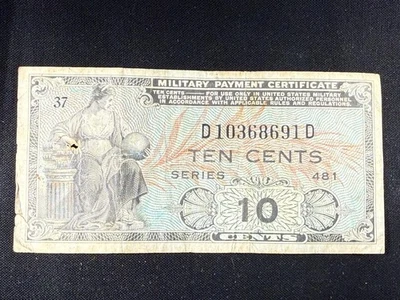 MILITARY PAYMENT CERTIFICATE
TEN CENTS — FOR USE ONLY IN UNITED STATES MILITARY
ESTABLISHMENTS BY UNITED STATES AUTHORIZED PERSONNEL
IN ACCORDANCE WITH APPLICABLE RULES AND REGULATIONS.
37
D10368691D
TEN CENTS
SERIES 481
10
CENTS